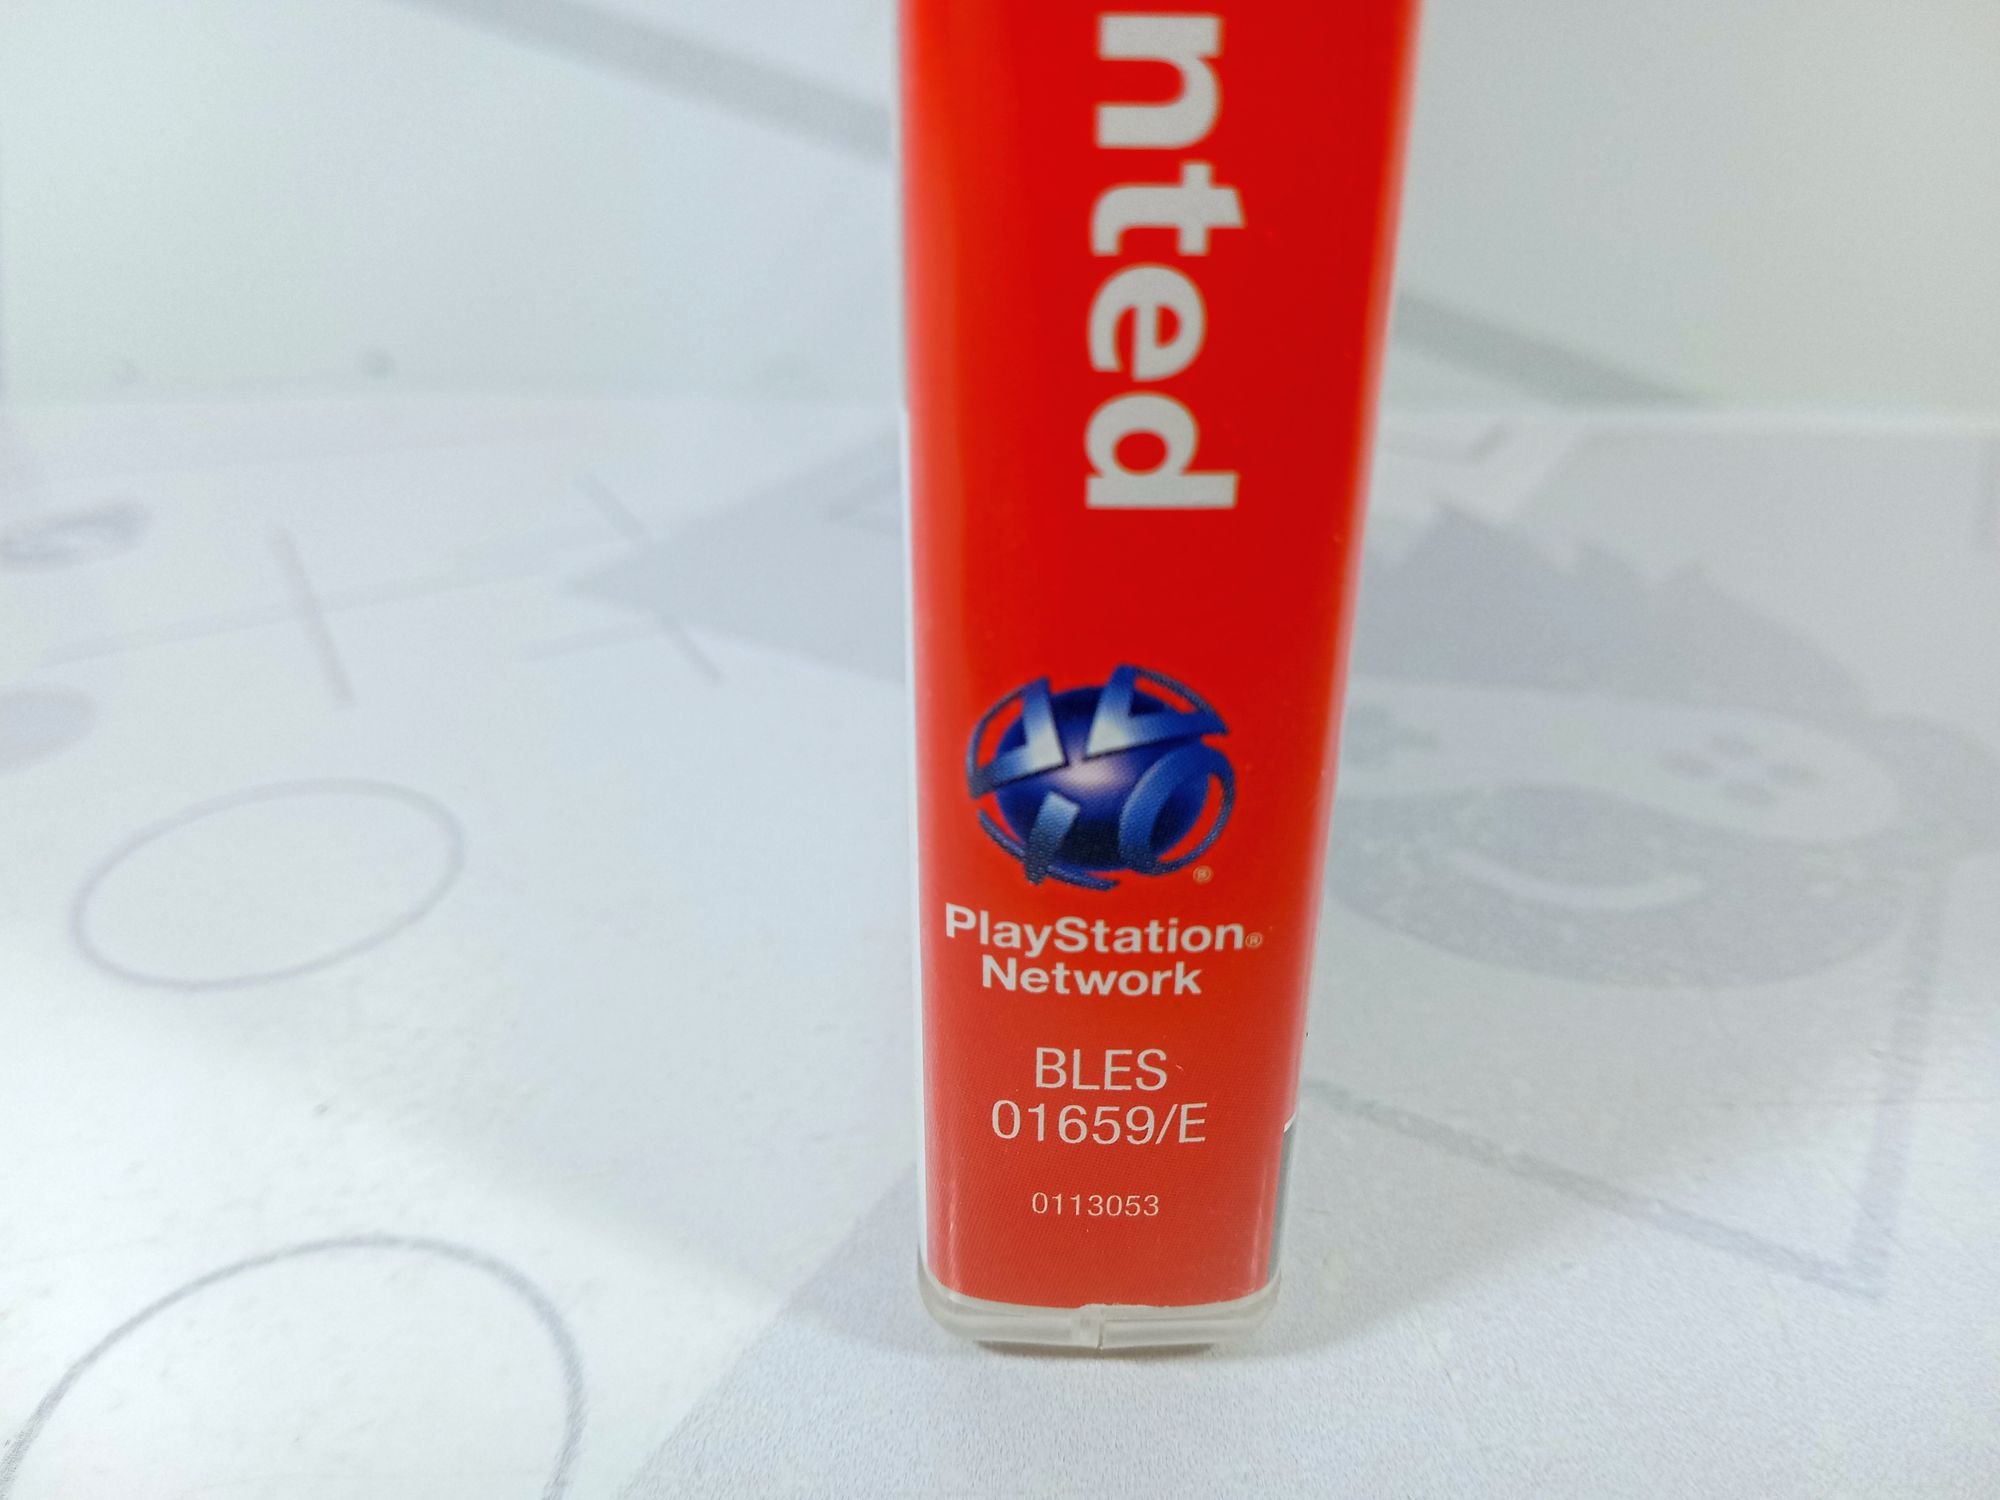 nted
PlayStation®
Network
BLES
01659/E
0113053